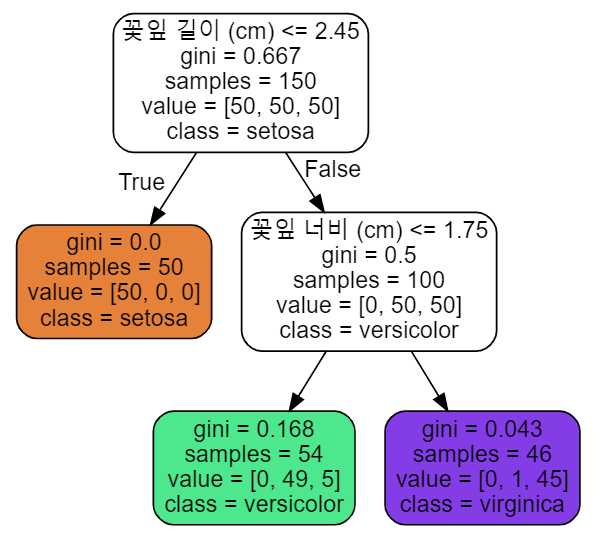 꽃잎 길이 (cm) <= 2.45
gini = 0.667
samples = 150
value = [50, 50, 50]
class = setosa
True
False
gini = 0.0
samples = 50
value = [50, 0, 0]
class = setosa
꽃잎 너비 (cm) <= 1.75
gini = 0.5
samples = 100
value = [0, 50, 50]
class = versicolor
gini = 0.168
samples = 54
value = [0, 49, 5]
class = versicolor
gini = 0.043
samples = 46
value = [0, 1, 45]
class = virginica